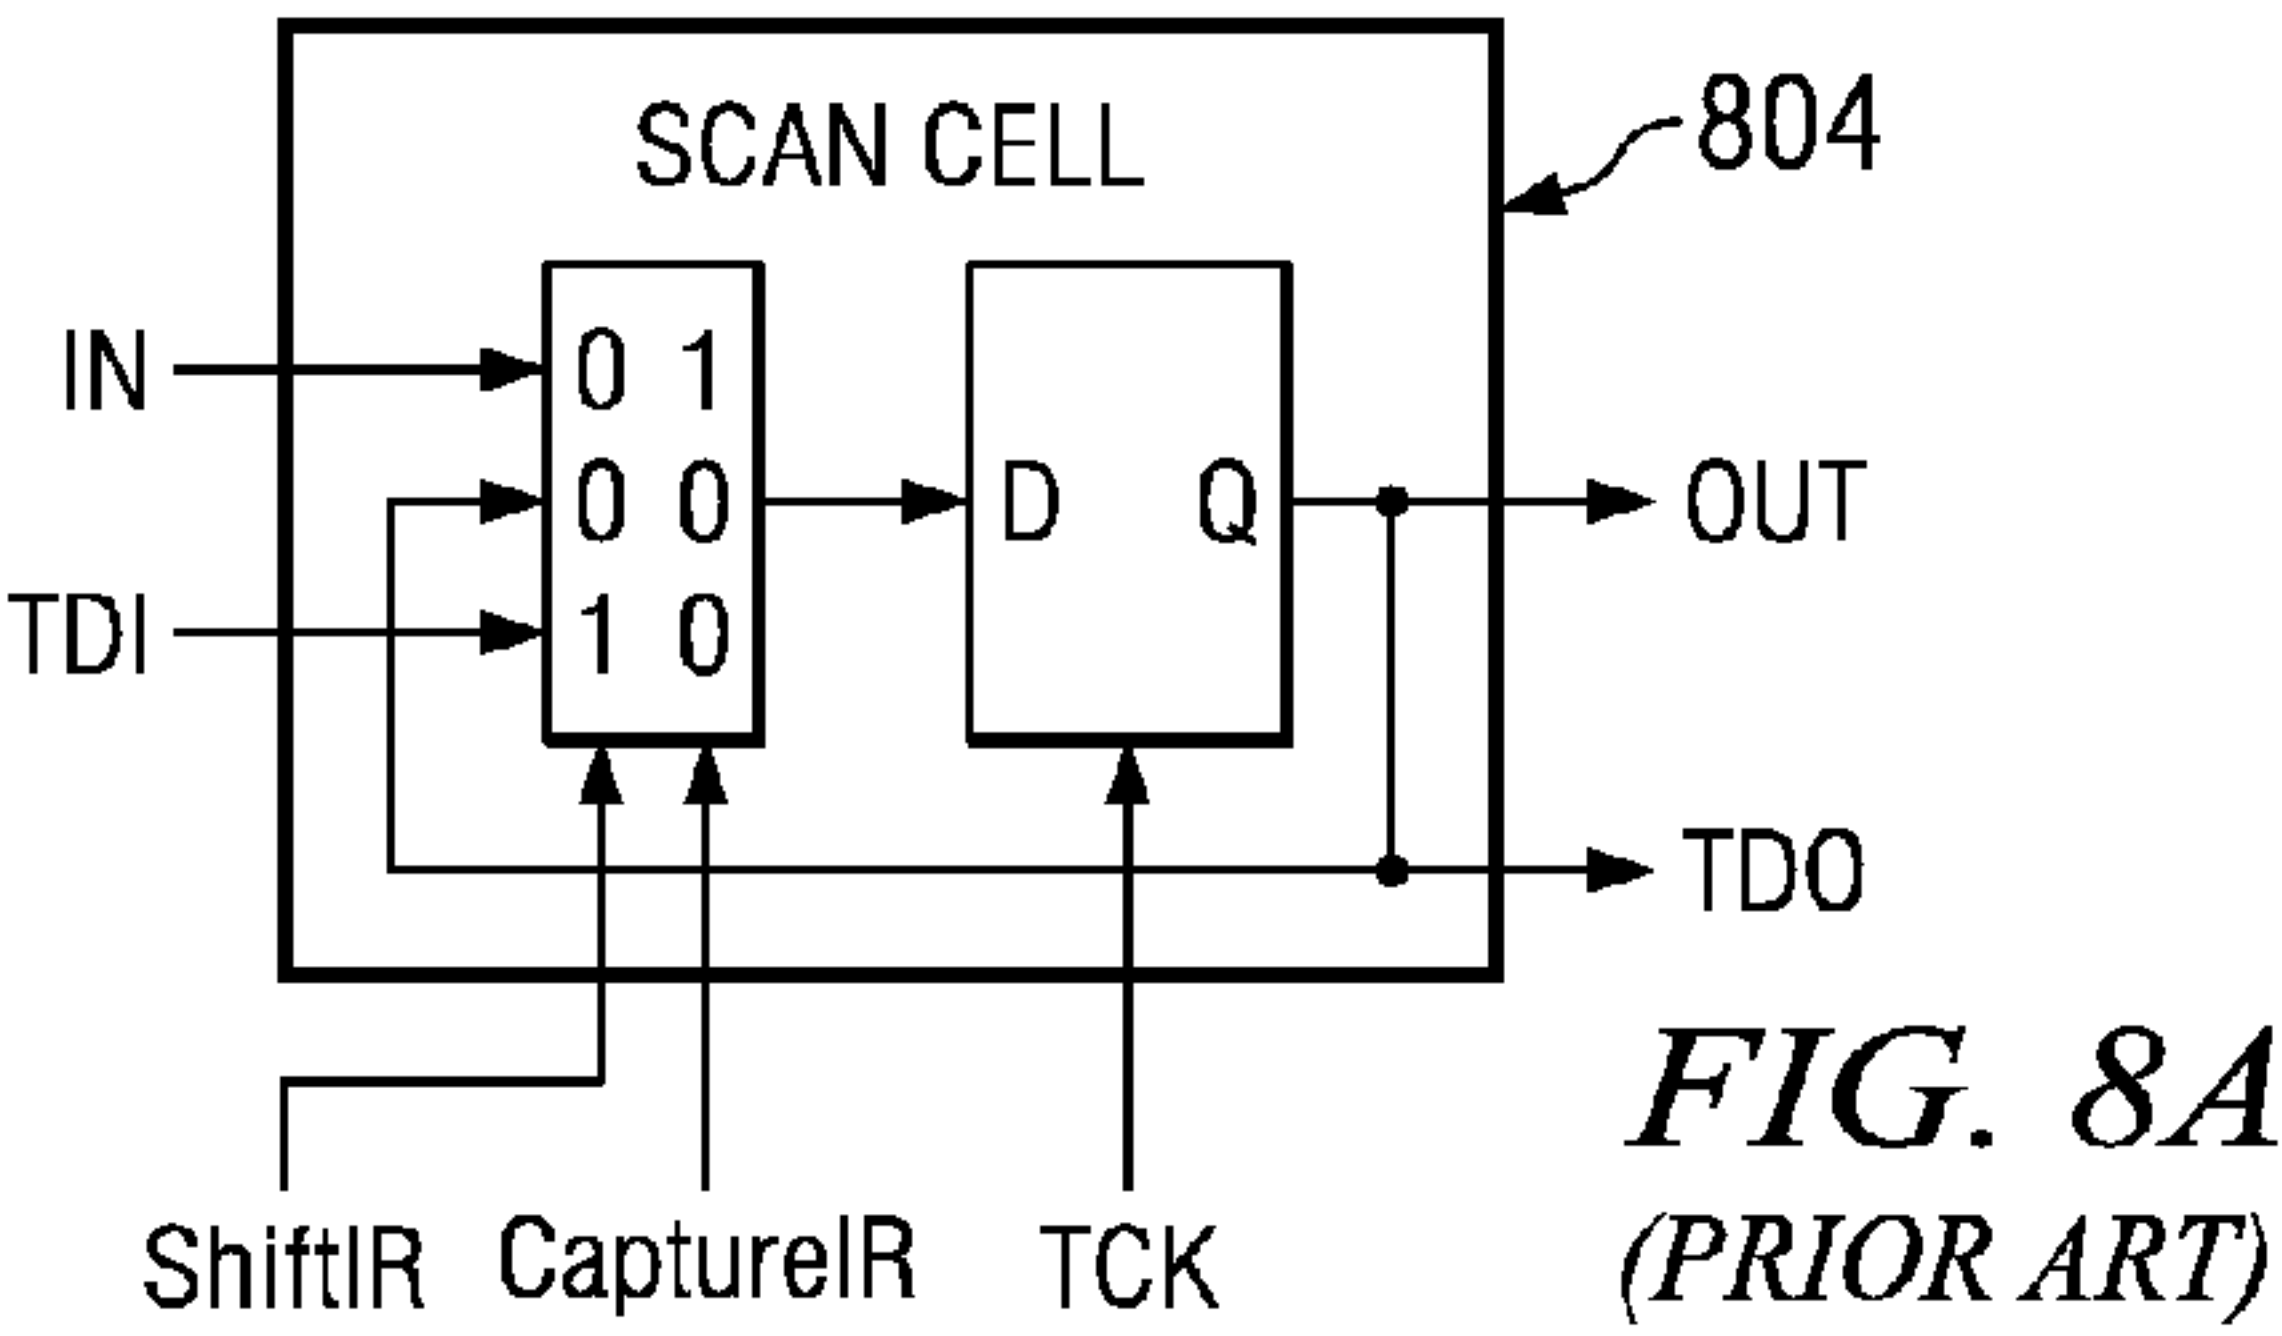 SCAN CELL
804
IN
0 1
0 0
1 0
TDI
D Q
OUT
TDO
ShiftIR
CaptureIR
TCK
FIG. 8A
(PRIOR ART)